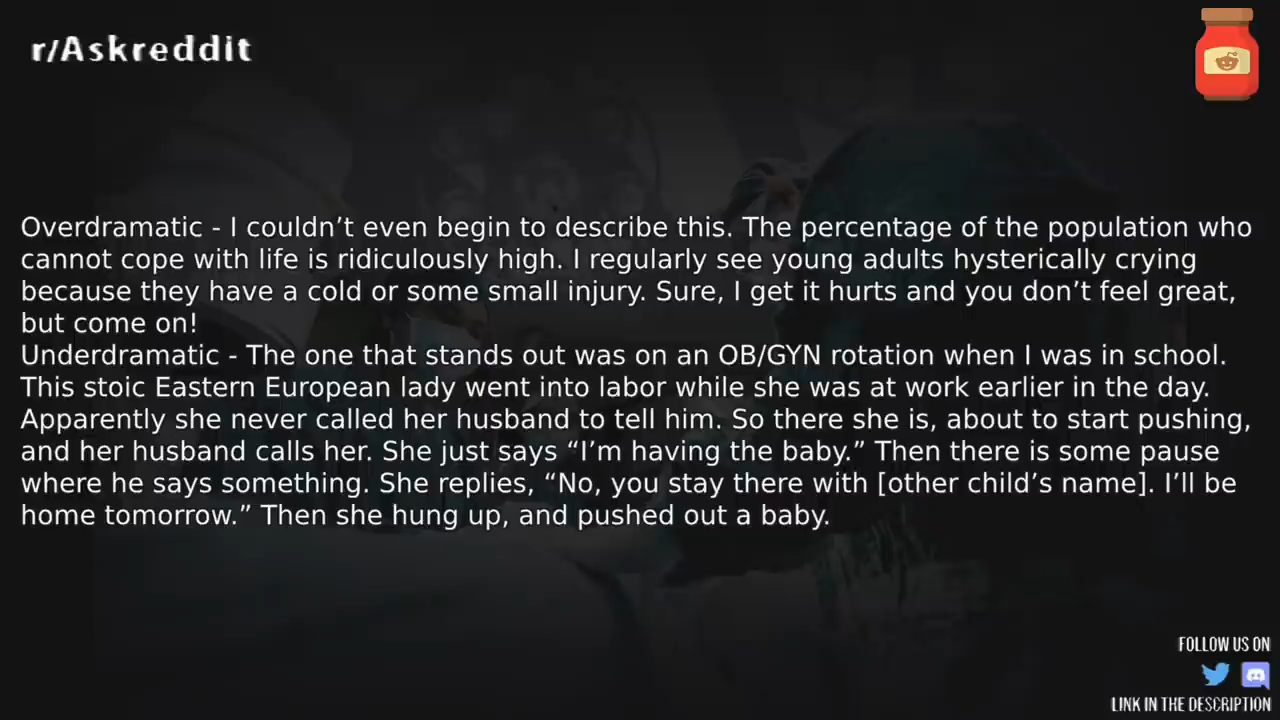 r/Askreddit
Overdramatic - I couldn’t even begin to describe this. The percentage of the population who
cannot cope with life is ridiculously high. I regularly see young adults hysterically crying
because they have a cold or some small injury. Sure, I get it hurts and you don’t feel great,
but come on!
Underdramatic - The one that stands out was on an OB/GYN rotation when I was in school.
This stoic Eastern European lady went into labor while she was at work earlier in the day.
Apparently she never called her husband to tell him. So there she is, about to start pushing,
and her husband calls her. She just says “I’m having the baby.” Then there is some pause
where he says something. She replies, “No, you stay there with [other child’s name]. I’ll be
home tomorrow.” Then she hung up, and pushed out a baby.
FOLLOW US ON
LINK IN THE DESCRIPTION